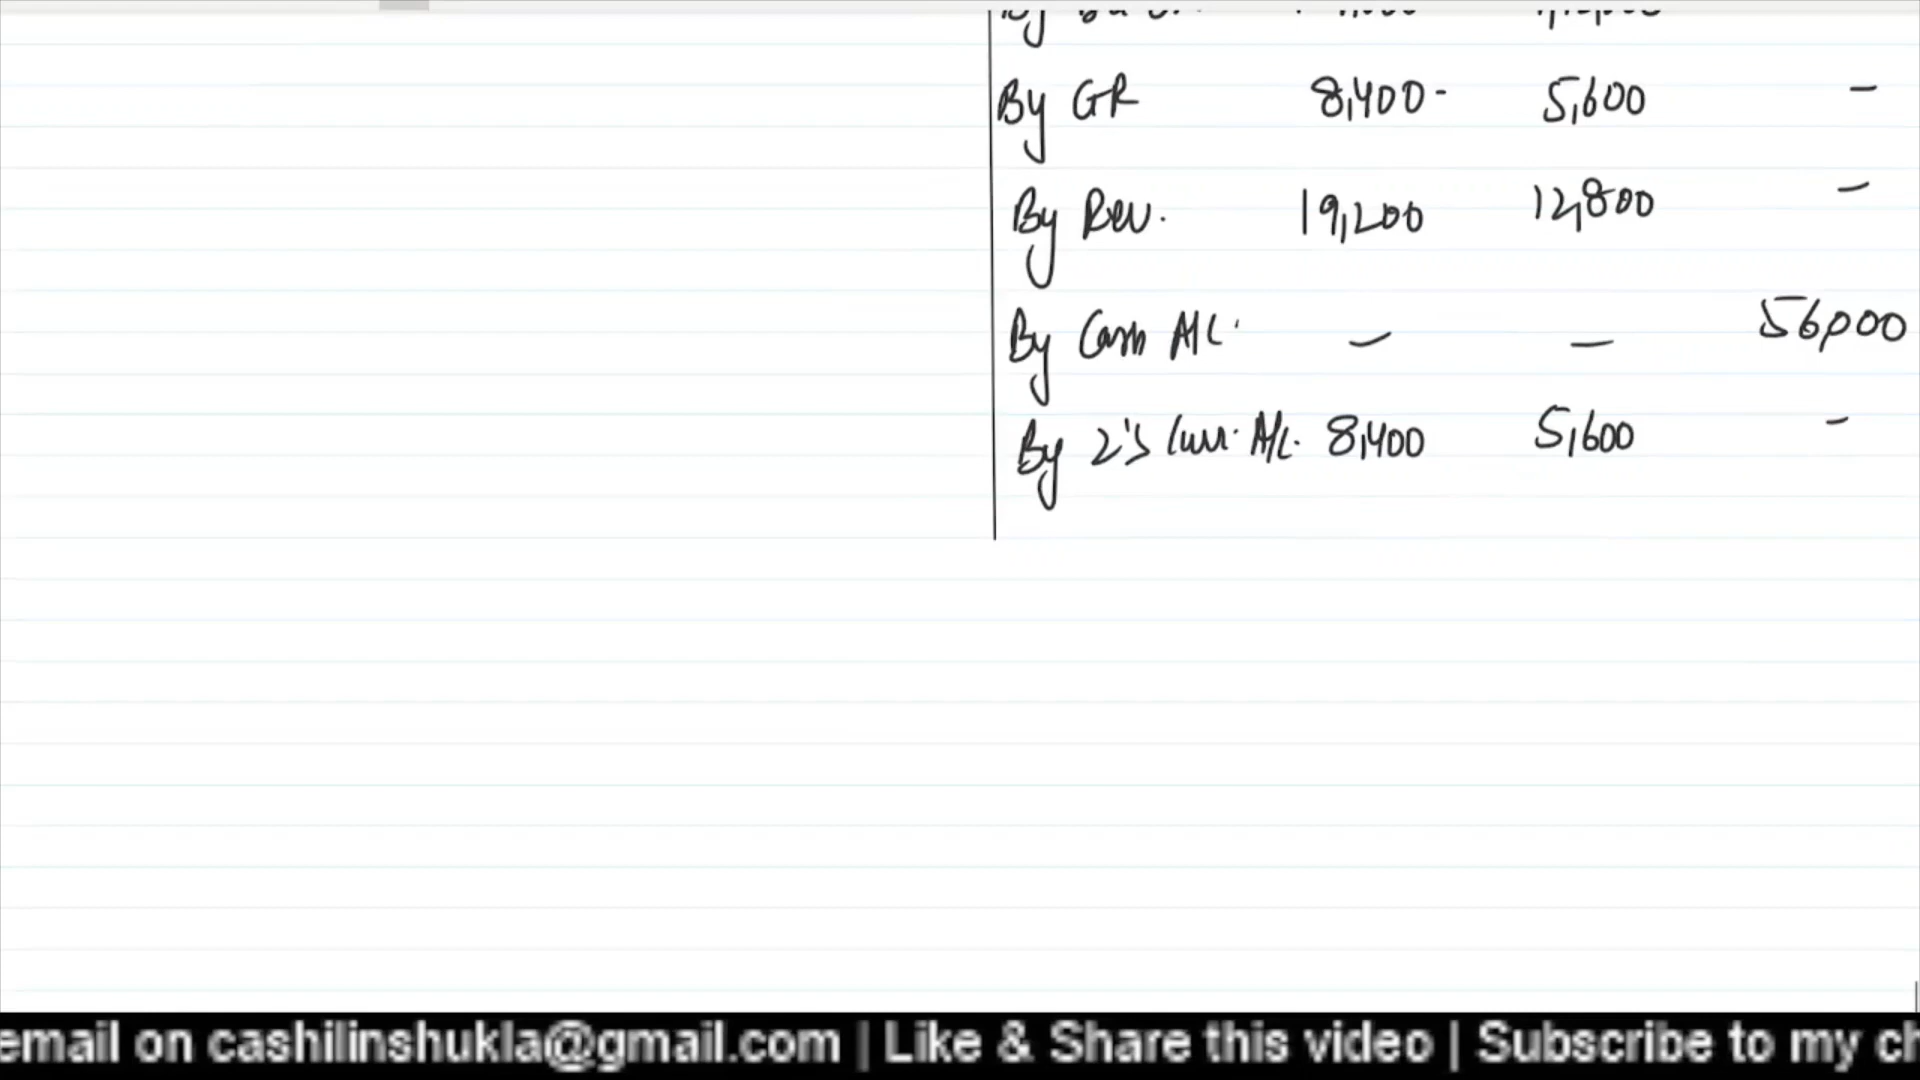 By GR 8,400- 5,600 -
By Rev. 19,200 12,800 -
By Cash A/c. - - 56,000
By Z's Curr. A/c. 8,400 5,600 -
email on cashilinshukla@gmail.com | Like & Share this video | Subscribe to my ch